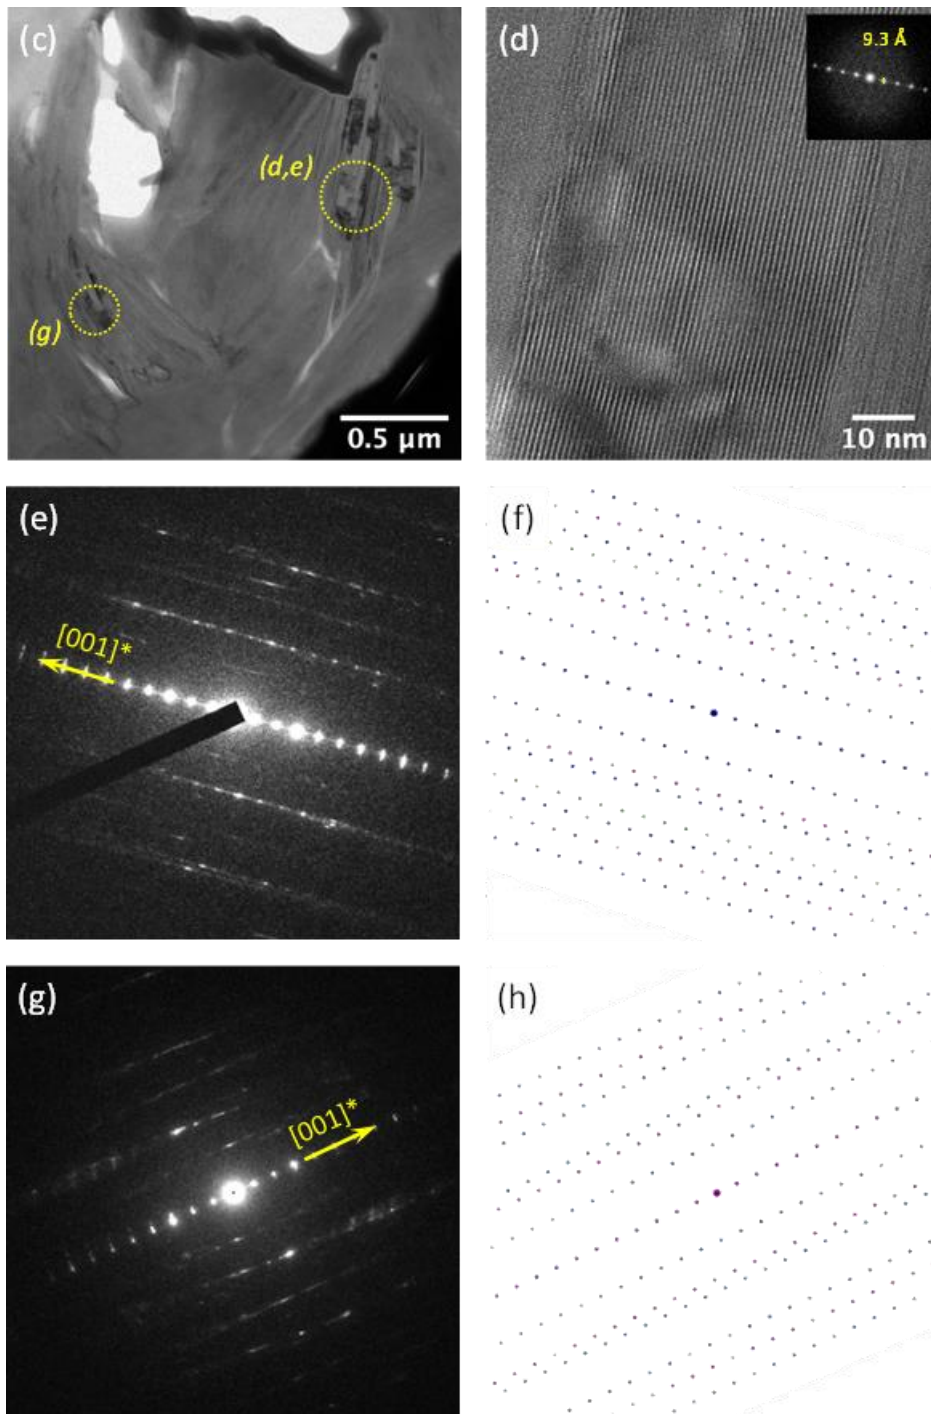 (c)
(d,e)
(g)
0.5 µm
(d)
9.3 Å
10 nm
(e)
[001]*
(f)
(g)
[001]*
(h)